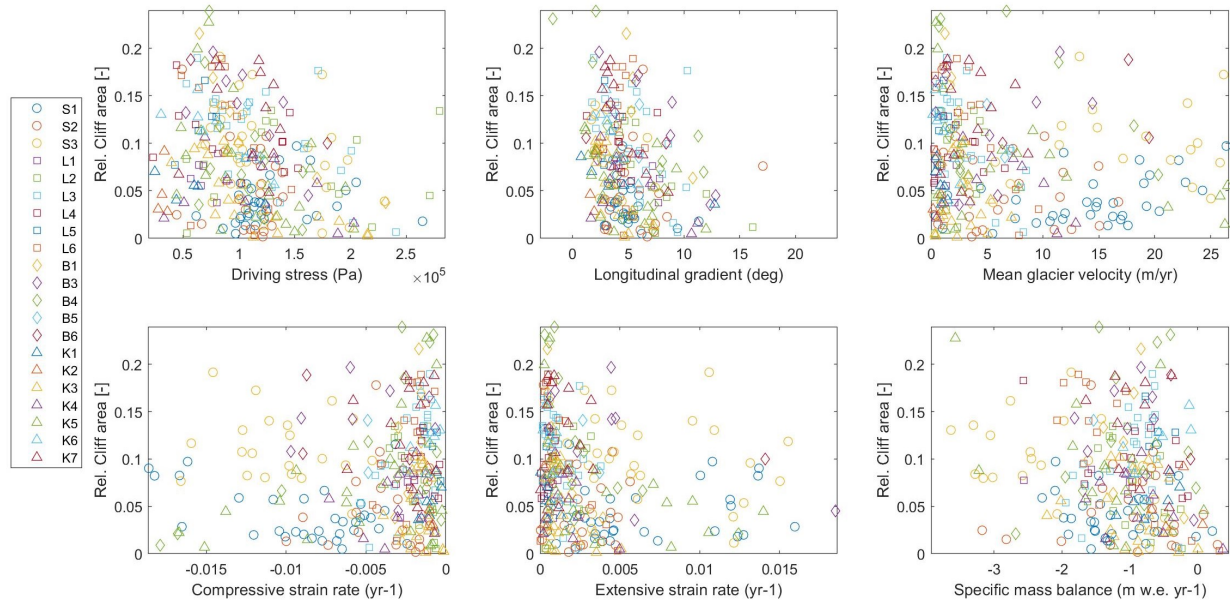 S1
S2
S3
L1
L2
L3
L4
L5
L6
B1
B3
B4
B5
B6
K1
K2
K3
K4
K5
K6
K7
Rel. Cliff area [-]
0.2
0.15
0.1
0.05
0
0.5 1 1.5 2 2.5
Driving stress (Pa)
×10⁵
Rel. Cliff area [-]
0.2
0.15
0.1
0.05
0
0 5 10 15 20
Longitudinal gradient (deg)
Rel. Cliff area [-]
0.2
0.15
0.1
0.05
0
0 5 10 15 20 25
Mean glacier velocity (m/yr)
Rel. Cliff area [-]
0.2
0.15
0.1
0.05
0
-0.015 -0.01 -0.005 0
Compressive strain rate (yr-1)
Rel. Cliff area [-]
0.2
0.15
0.1
0.05
0
0 0.005 0.01 0.015
Extensive strain rate (yr-1)
Rel. Cliff area [-]
0.2
0.15
0.1
0.05
0
-3 -2 -1 0
Specific mass balance (m w.e. yr-1)